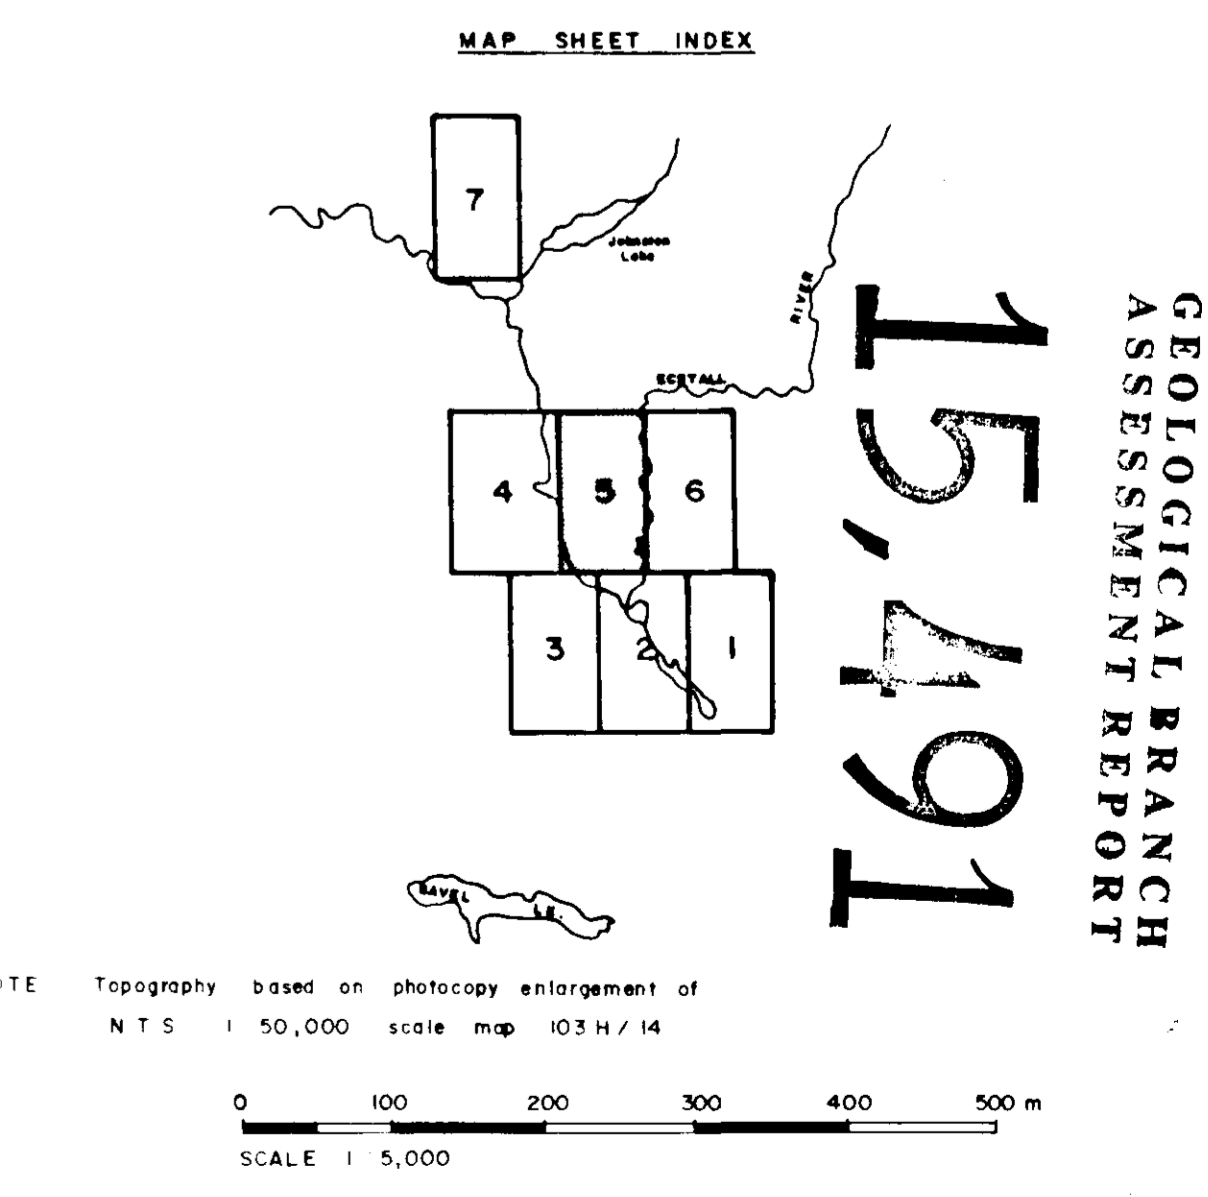 MAP SHEET INDEX
7
Johnston
Lake
RIVER
ECSTALL
4 5 6
3 2 1
LK.
OTE Topography based on photocopy enlargement of
NTS 1 50,000 scale map 103 H / 14
0 100 200 300 400 500 m
SCALE 1 5,000
GEOLOGICAL BRANCH
ASSESSMENT REPORT
15,491